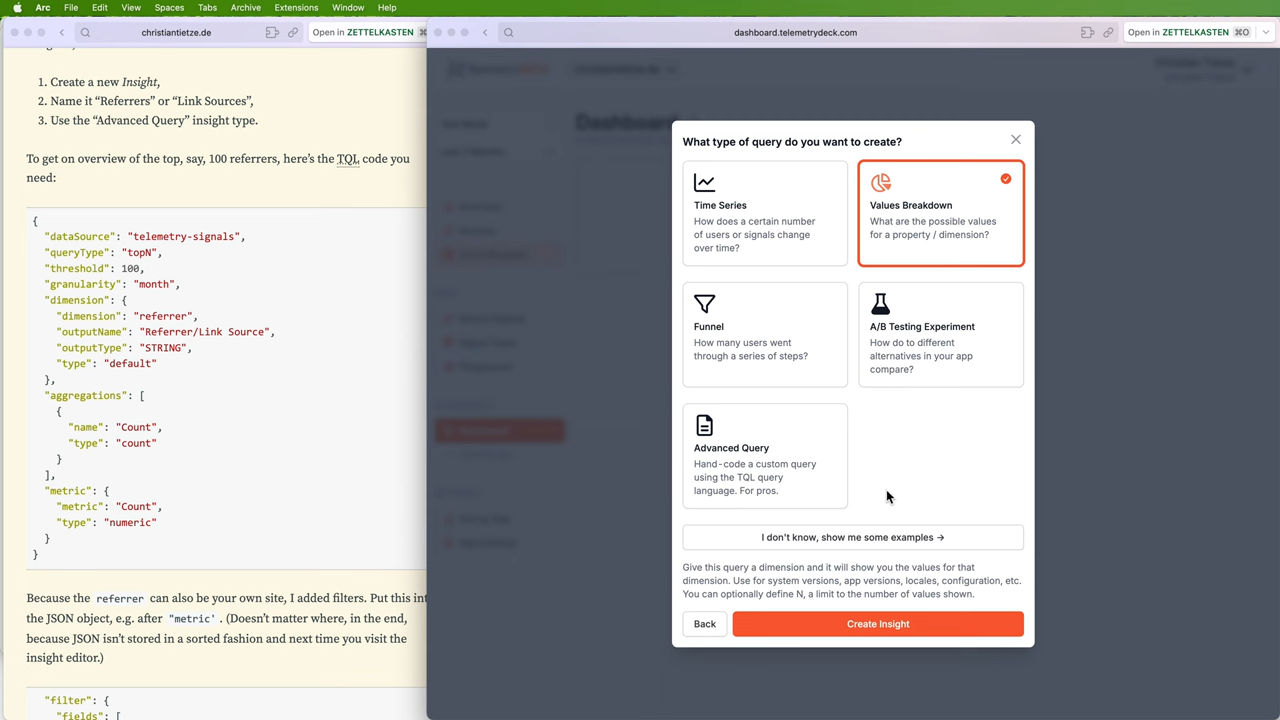 Arc File Edit View Spaces Tabs Archive Extensions Window Help
christiantietze.de
Open in ZETTELKASTEN
1. Create a new Insight,
2. Name it “Referrers” or “Link Sources”,
3. Use the “Advanced Query” insight type.
To get on overview of the top, say, 100 referrers, here’s the TQL code you
need:
{
"dataSource": "telemetry-signals",
"queryType": "topN",
"threshold": 100,
"granularity": "month",
"dimension": {
"dimension": "referrer",
"outputName": "Referrer/Link Source",
"outputType": "STRING",
"type": "default"
},
"aggregations": [
{
"name": "Count",
"type": "count"
}
],
"metric": {
"metric": "Count",
"type": "numeric"
}
}
Because the referrer can also be your own site, I added filters. Put this int
the JSON object, e.g. after "metric". (Doesn’t matter where, in the end,
because JSON isn’t stored in a sorted fashion and next time you visit the
insight editor.)
"filter": {
"fields": [
dashboard.telemetrydeck.com
Open in ZETTELKASTEN ⌘O
Dashboard
What type of query do you want to create?
Time Series
How does a certain number
of users or signals change
over time?
Values Breakdown
What are the possible values
for a property / dimension?
Funnel
How many users went
through a series of steps?
A/B Testing Experiment
How do to different
alternatives in your app
compare?
Advanced Query
Hand-code a custom query
using the TQL query
language. For pros.
I don't know, show me some examples →
Give this query a dimension and it will show you the values for that
dimension. Use for system versions, app versions, locales, configuration, etc.
You can optionally define N, a limit to the number of values shown.
Back
Create Insight